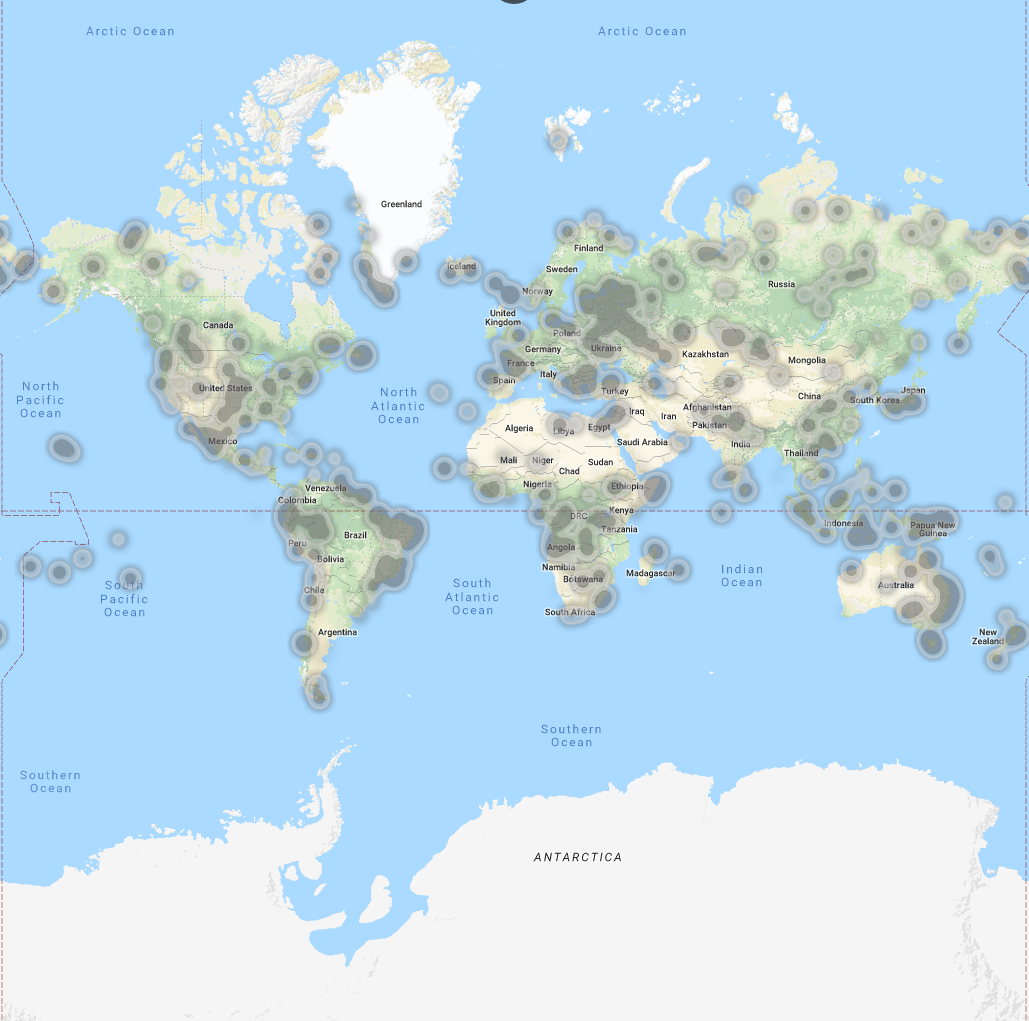 Arctic Ocean
Arctic Ocean
Greenland
Iceland
Finland
Sweden
Norway
Russia
United
Kingdom
Canada
Poland
Germany
Ukraine
Kazakhstan
Mongolia
France
Italy
Spain
Turkey
United States
North
Pacific
Ocean
North
Atlantic
Ocean
China
South Korea
Japan
Iraq
Iran
Afghanistan
Pakistan
Algeria
Libya
Egypt
Saudi Arabia
India
Mexico
Mali
Niger
Chad
Sudan
Thailand
Nigeria
Ethiopia
Venezuela
Colombia
DRC
Kenya
Tanzania
Indonesia
Papua New
Guinea
Peru
Brazil
Bolivia
Angola
Namibia
Botswana
Madagascar
Indian
Ocean
South
Pacific
Ocean
South
Atlantic
Ocean
Chile
Australia
South Africa
Argentina
New
Zealand
Southern
Ocean
Southern
Ocean
ANTARCTICA